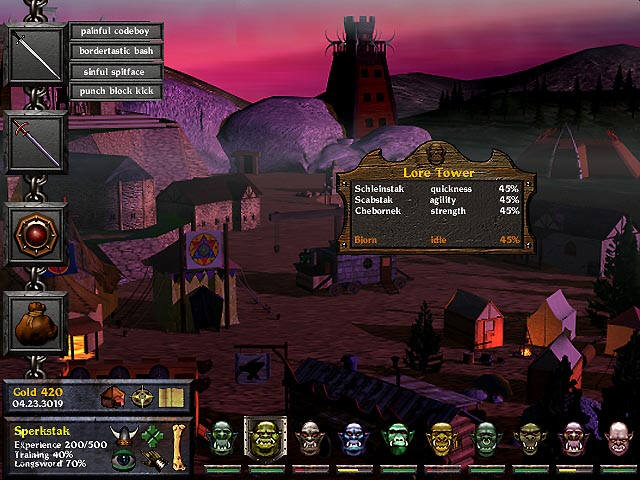 painful codeboy
bordertastic bash
sinful spitface
punch block kick
Lore Tower
Schleinstak quickness 45%
Scabstak agility 45%
Chebornek strength 45%
Bjorn idle 45%
Gold 420
04.23.3019
Sperkstak
Experience 200/500
Training 40%
Longsword 70%